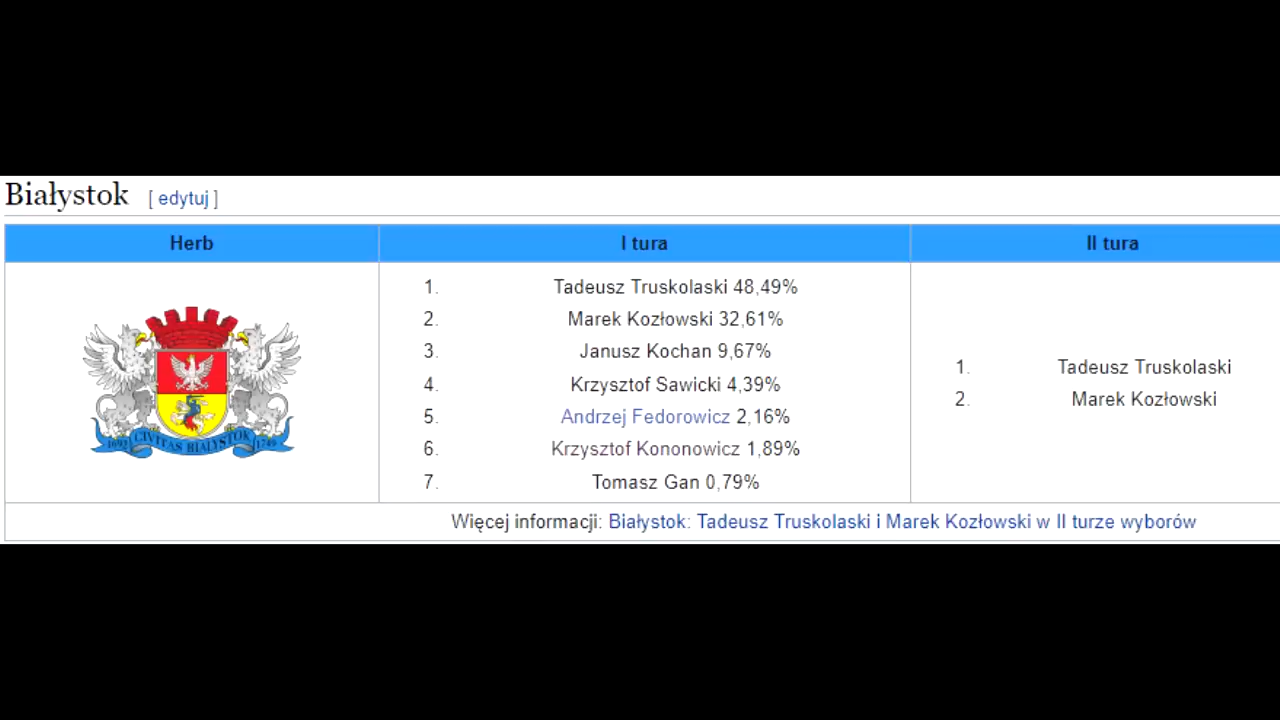 Białystok [ edytuj ]
Herb I tura II tura
1. Tadeusz Truskolaski 48,49%
2. Marek Kozłowski 32,61%
3. Janusz Kochan 9,67%
4. Krzysztof Sawicki 4,39%
5. Andrzej Fedorowicz 2,16%
6. Krzysztof Kononowicz 1,89%
7. Tomasz Gan 0,79%
1. Tadeusz Truskolaski
2. Marek Kozłowski
1692 CIVITAS BIALYSTOK 1749
Więcej informacji: Białystok: Tadeusz Truskolaski i Marek Kozłowski w II turze wyborów